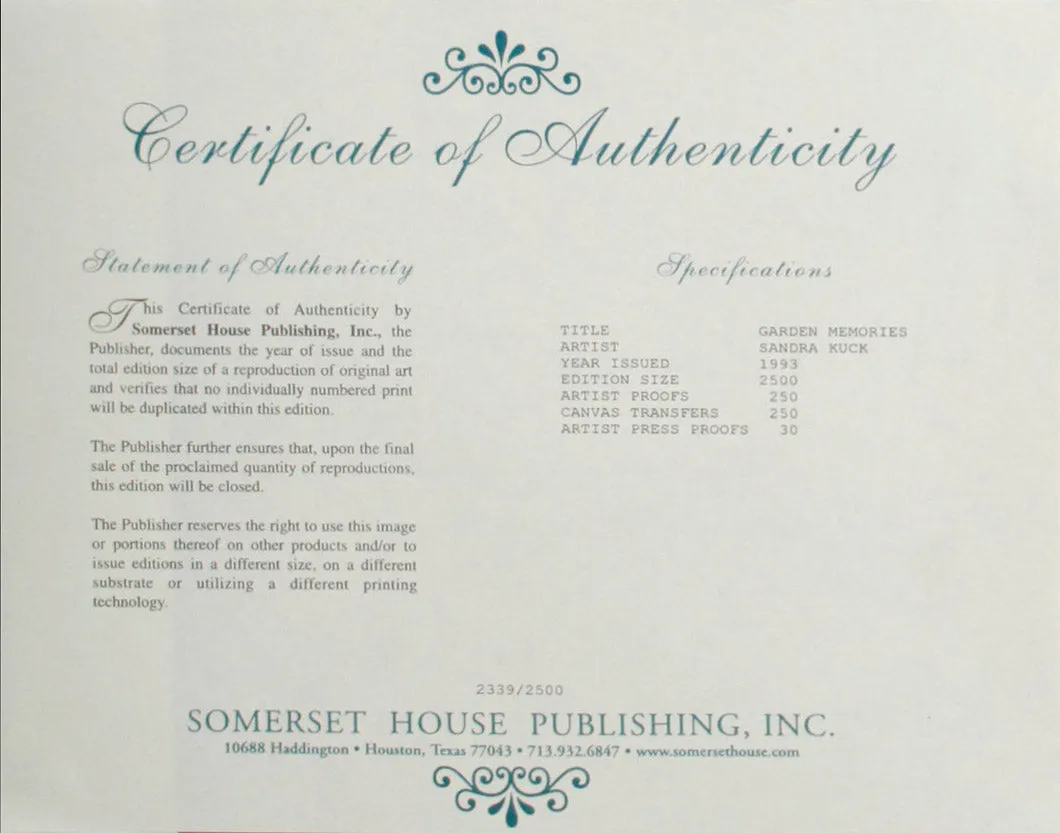 Certificate of Authenticity
Statement of Authenticity
This Certificate of Authenticity by
Somerset House Publishing, Inc., the
Publisher, documents the year of issue and the
total edition size of a reproduction of original art
and verifies that no individually numbered print
will be duplicated within this edition.
The Publisher further ensures that, upon the final
sale of the proclaimed quantity of reproductions,
this edition will be closed.
The Publisher reserves the right to use this image
or portions thereof on other products and/or to
issue editions in a different size, on a different
substrate or utilizing a different printing
technology.
Specifications
TITLE GARDEN MEMORIES
ARTIST SANDRA KUCK
YEAR ISSUED 1993
EDITION SIZE 2500
ARTIST PROOFS 250
CANVAS TRANSFERS 250
ARTIST PRESS PROOFS 30
2339/2500
SOMERSET HOUSE PUBLISHING, INC.
10688 Haddington • Houston, Texas 77043 • 713.932.6847 • www.somersethouse.com